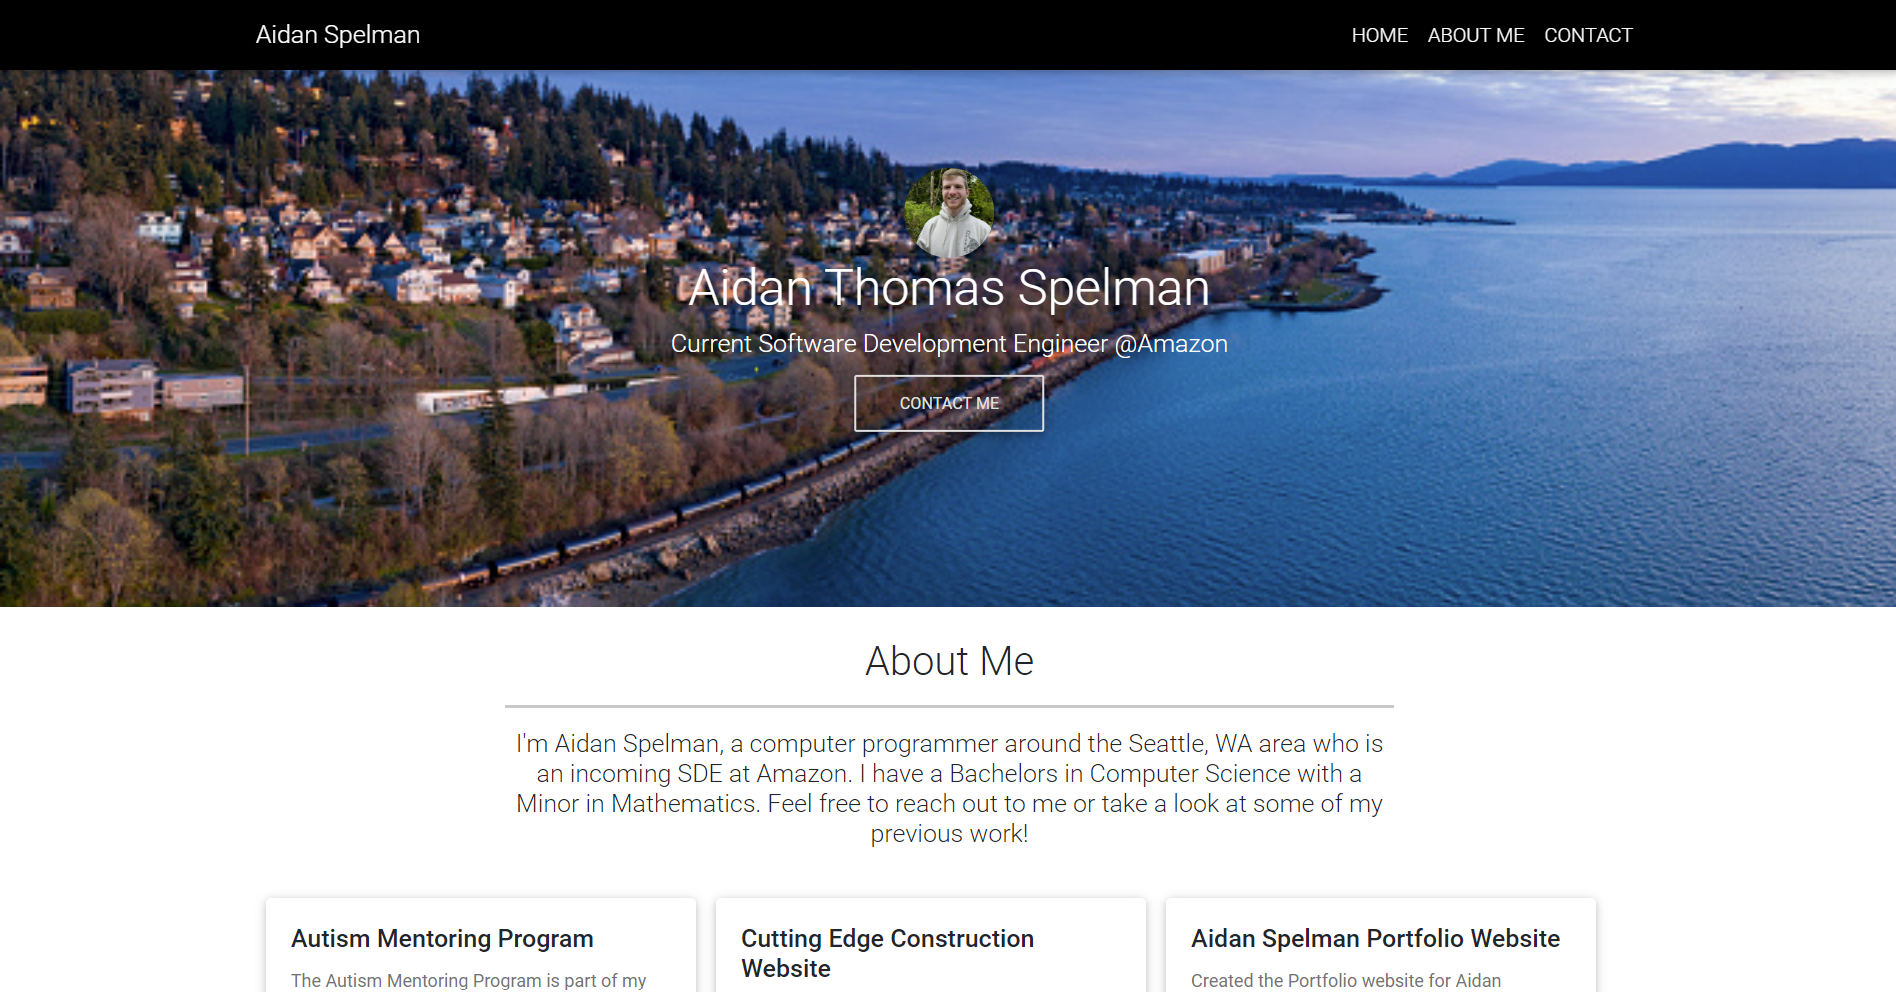 Aidan Spelman
HOME ABOUT ME CONTACT
Aidan Thomas Spelman
Current Software Development Engineer @Amazon
CONTACT ME
About Me
I'm Aidan Spelman, a computer programmer around the Seattle, WA area who is
an incoming SDE at Amazon. I have a Bachelors in Computer Science with a
Minor in Mathematics. Feel free to reach out to me or take a look at some of my
previous work!
Autism Mentoring Program
The Autism Mentoring Program is part of my
Cutting Edge Construction
Website
Aidan Spelman Portfolio Website
Created the Portfolio website for Aidan